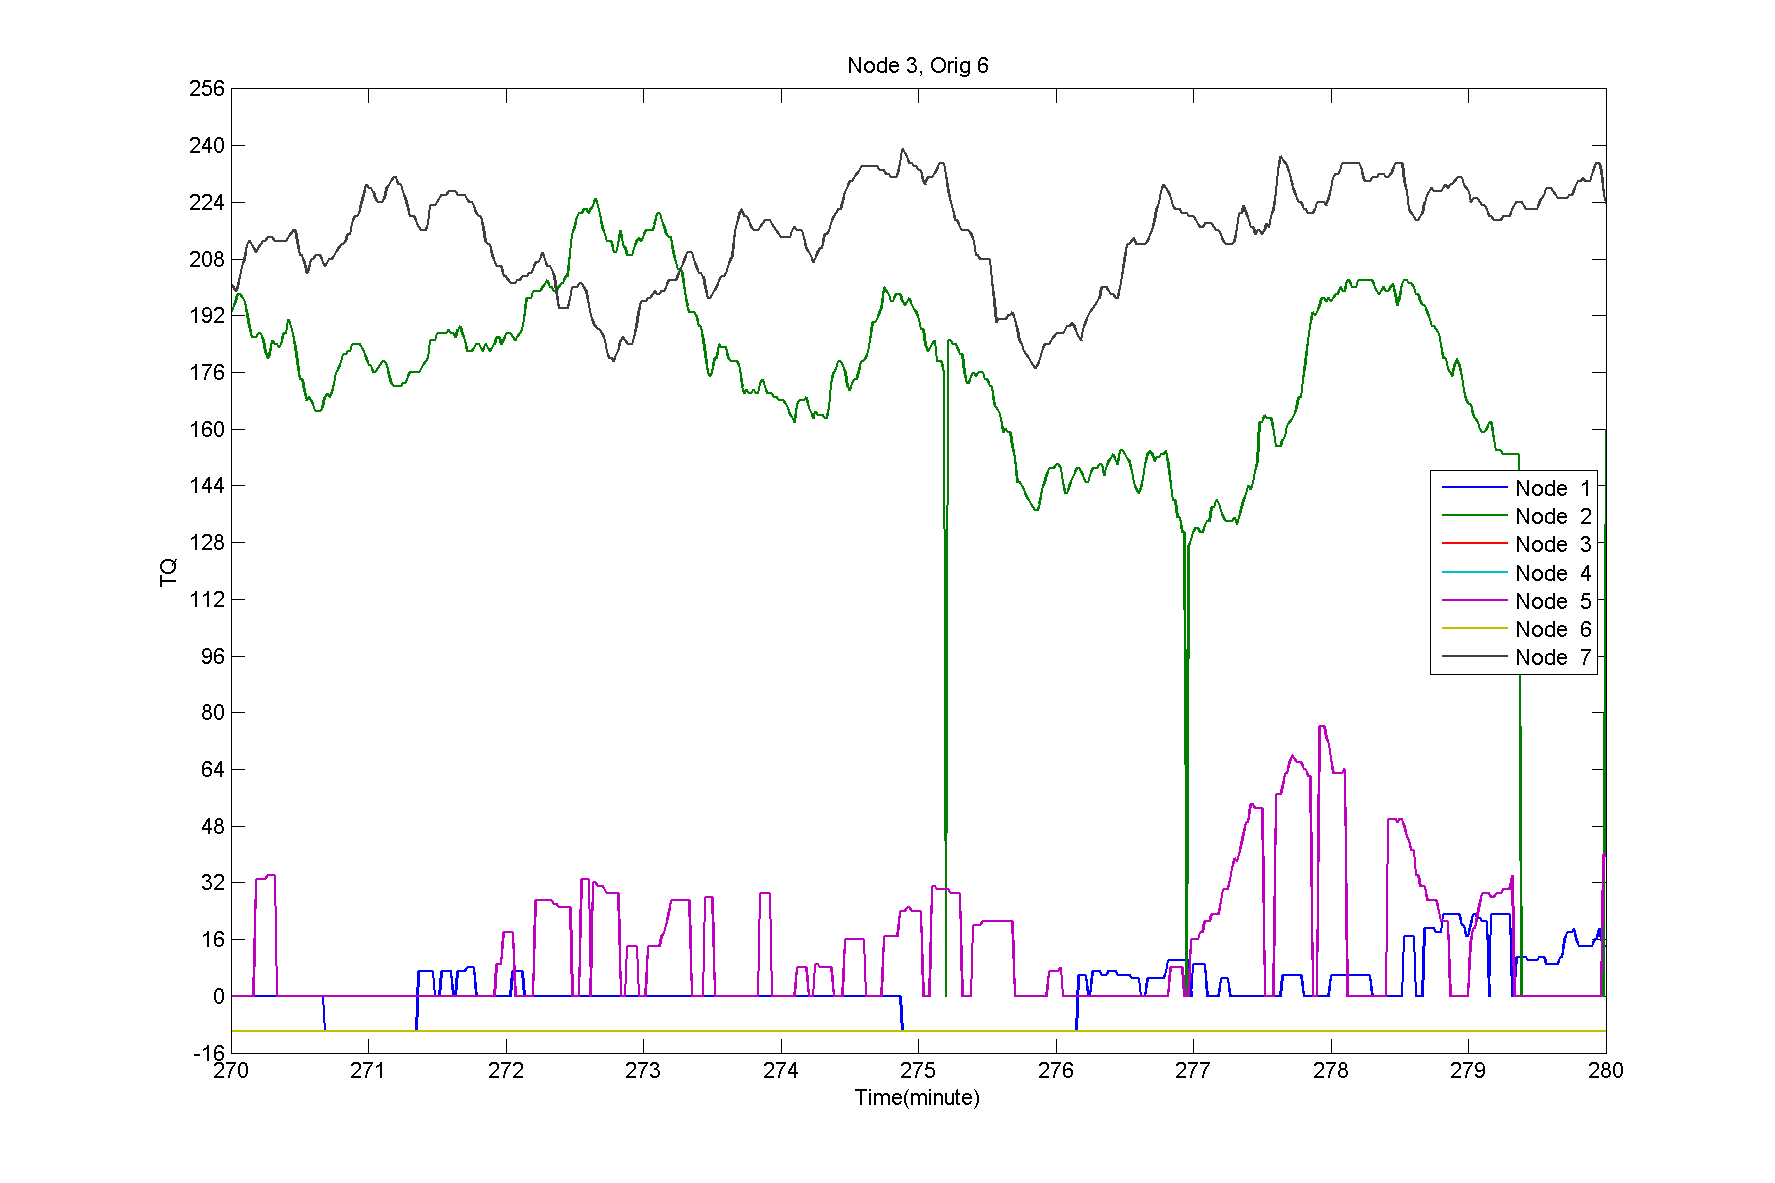 Node 3, Orig 6
256
240
224
208
192
176
160
144
128
112
96
80
64
48
32
16
0
-16
TQ
Node 1
Node 2
Node 3
Node 4
Node 5
Node 6
Node 7
270 271 272 273 274 275 276 277 278 279 280
Time(minute)